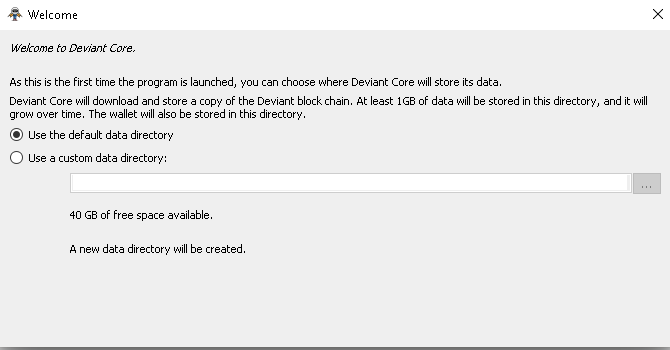 Welcome
Welcome to Deviant Core.
As this is the first time the program is launched, you can choose where Deviant Core will store its data.
Deviant Core will download and store a copy of the Deviant block chain. At least 1GB of data will be stored in this directory, and it will
grow over time. The wallet will also be stored in this directory.
Use the default data directory
Use a custom data directory:
...
40 GB of free space available.
A new data directory will be created.